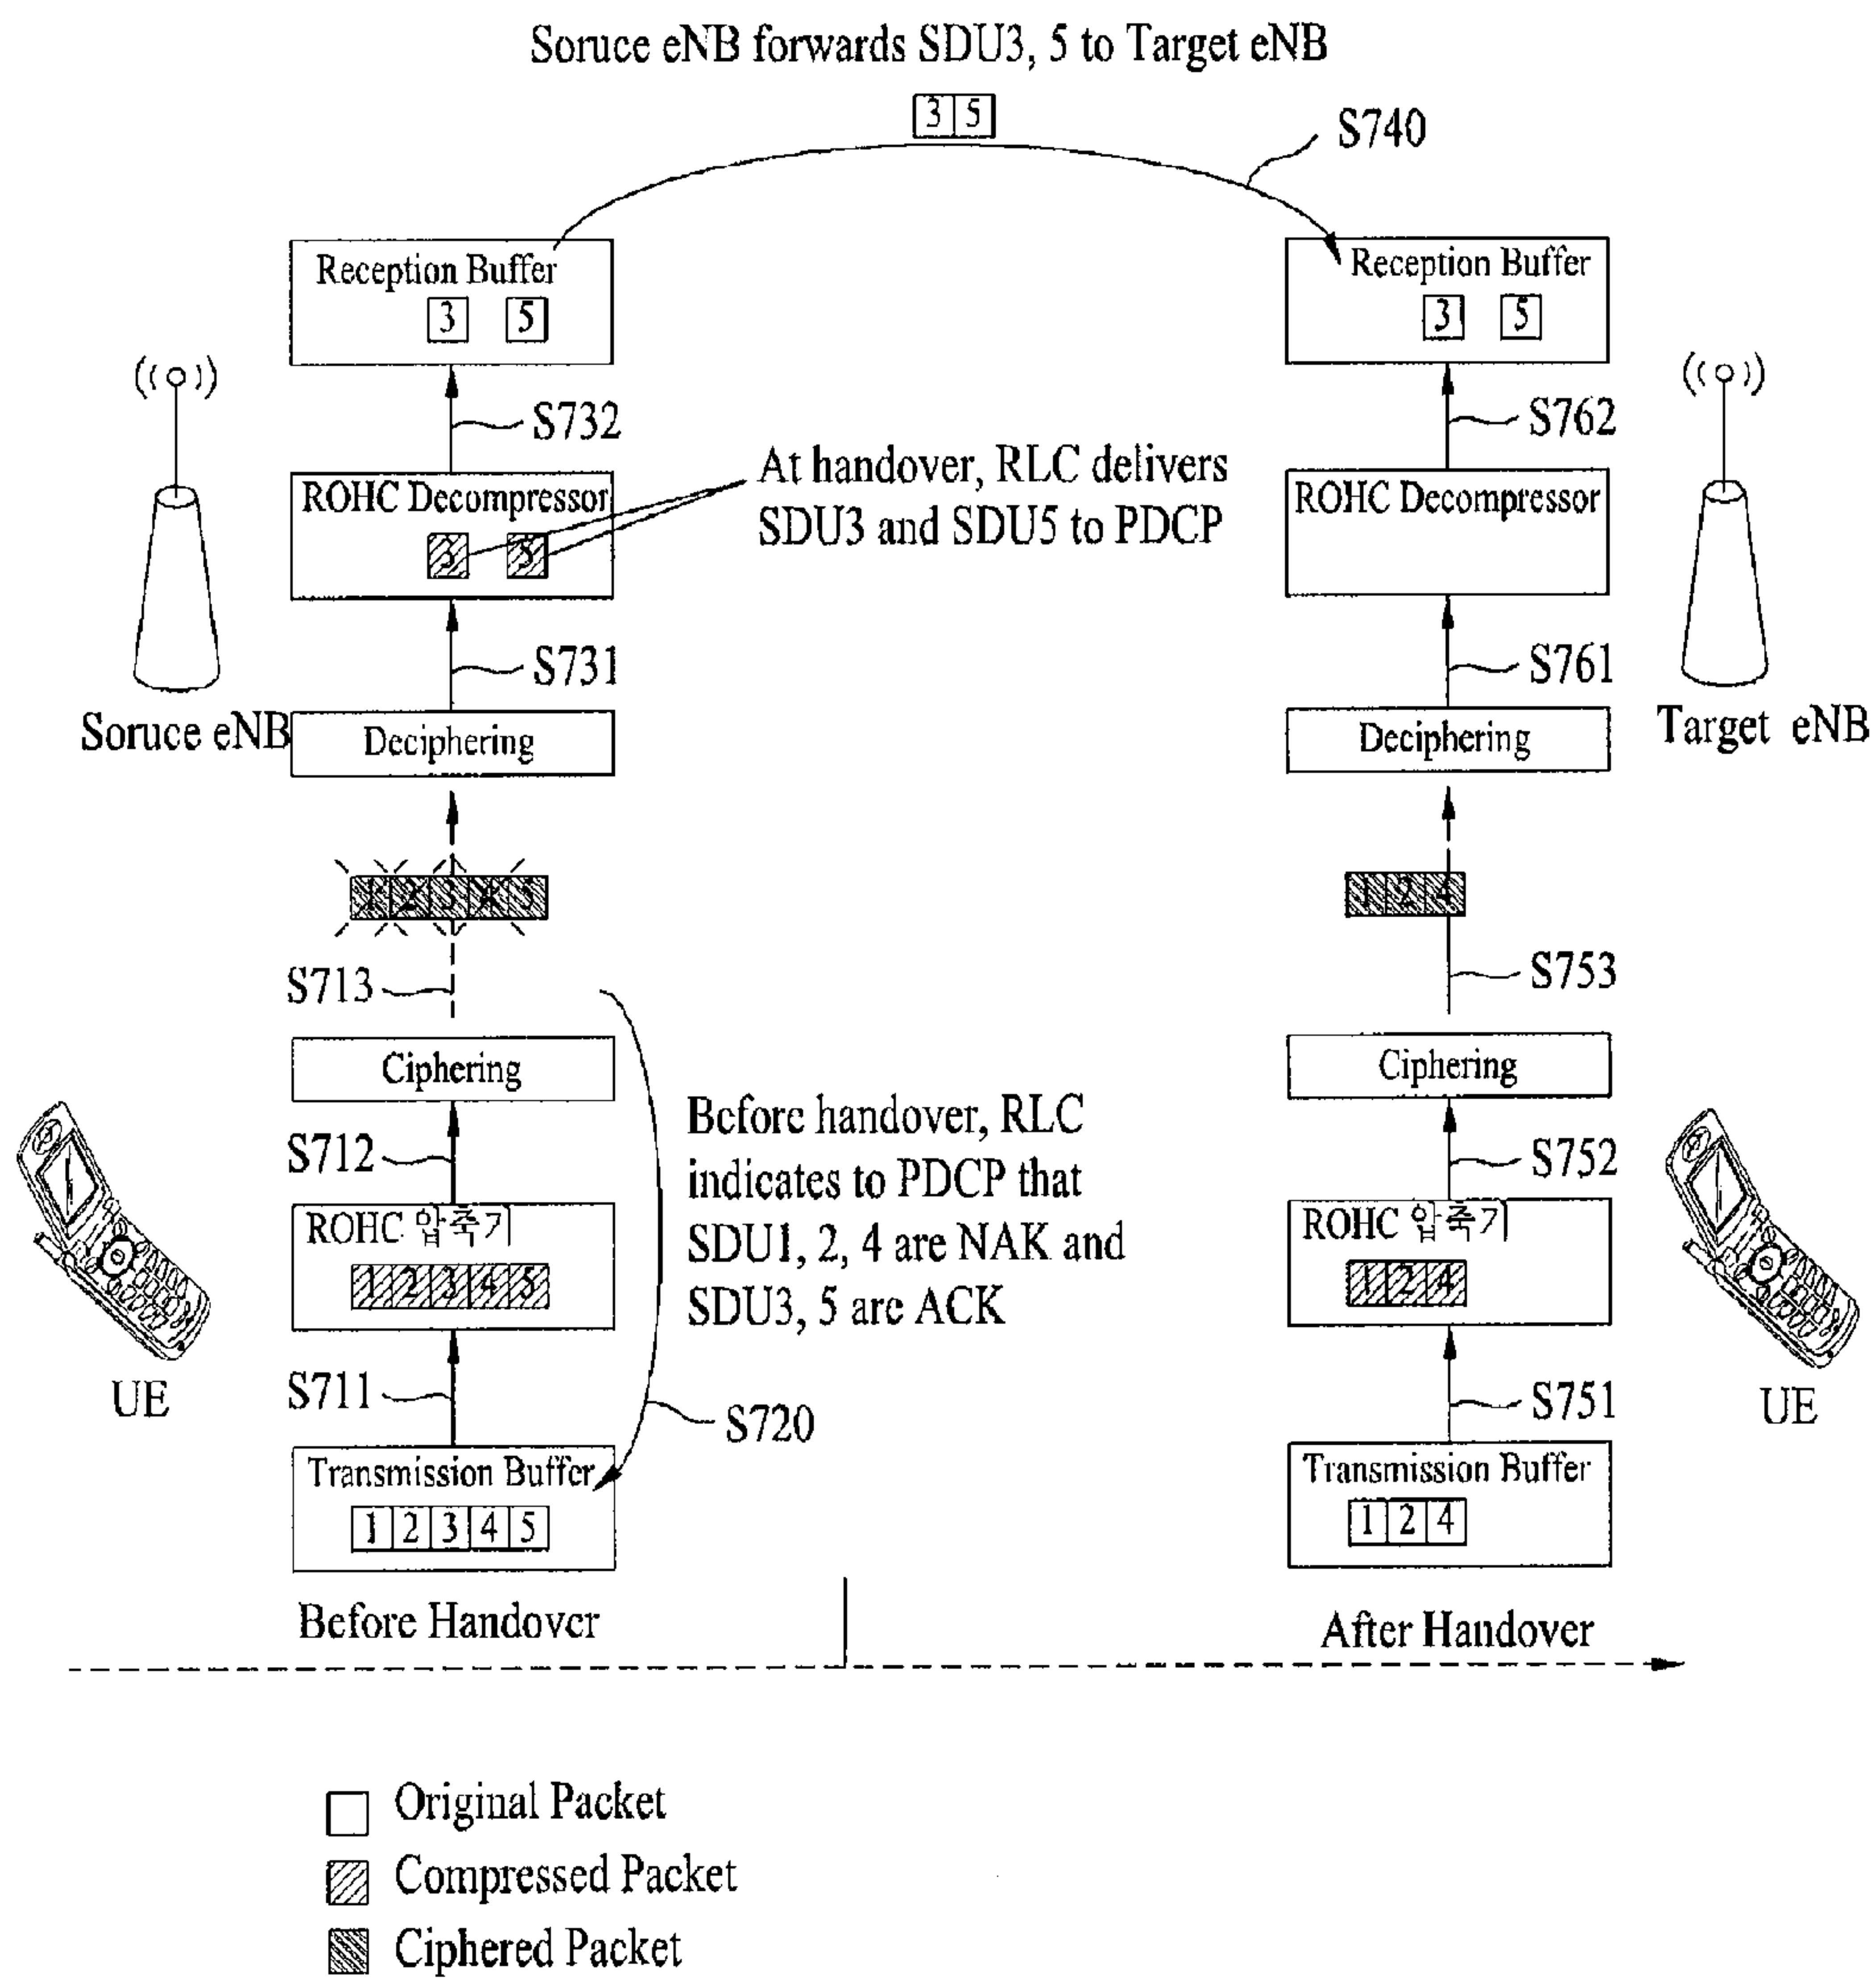 Soruce eNB forwards SDU3, 5 to Target eNB
3 5
S740
Reception Buffer
3 5
Reception Buffer
3 5
S732
S762
ROHC Decompressor
3 5
At handover, RLC delivers
SDU3 and SDU5 to PDCP
ROHC Decompressor
S731
S761
Soruce eNB
Deciphering
Deciphering
Target eNB
1 2 3 4 5
1 2 4
S713
S753
Ciphering
Ciphering
Before handover, RLC
indicates to PDCP that
SDU1, 2, 4 are NAK and
SDU3, 5 are ACK
S712
S752
ROHC 압축기
1 2 3 4 5
ROHC 압축기
1 2 4
UE
S711
S720
S751
UE
Transmission Buffer
1 2 3 4 5
Transmission Buffer
1 2 4
Before Handover
After Handover
Original Packet
Compressed Packet
Ciphered Packet